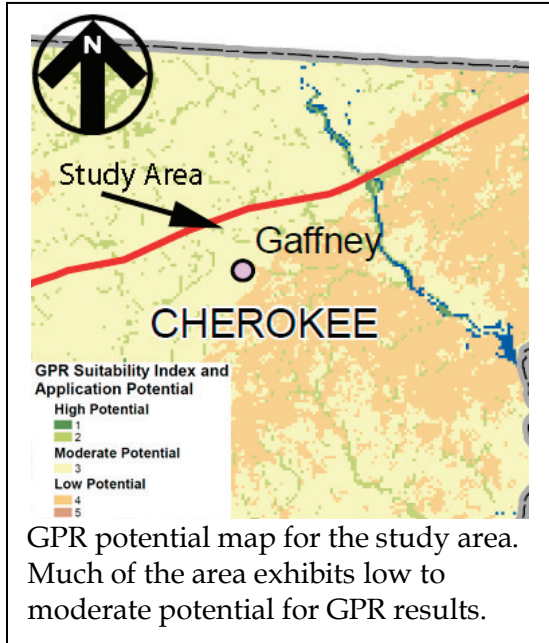 N
Study Area
Gaffney
CHEROKEE
GPR Suitability Index and
Application Potential
High Potential
1
2
Moderate Potential
3
Low Potential
4
5
GPR potential map for the study area.
Much of the area exhibits low to
moderate potential for GPR results.